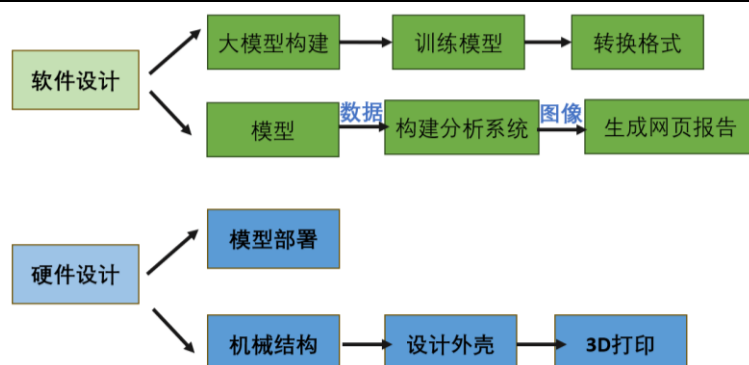 大模型构建
训练模型
转换格式
软件设计
模型
数据
构建分析系统
图像
生成网页报告
模型部署
硬件设计
机械结构
设计外壳
3D打印